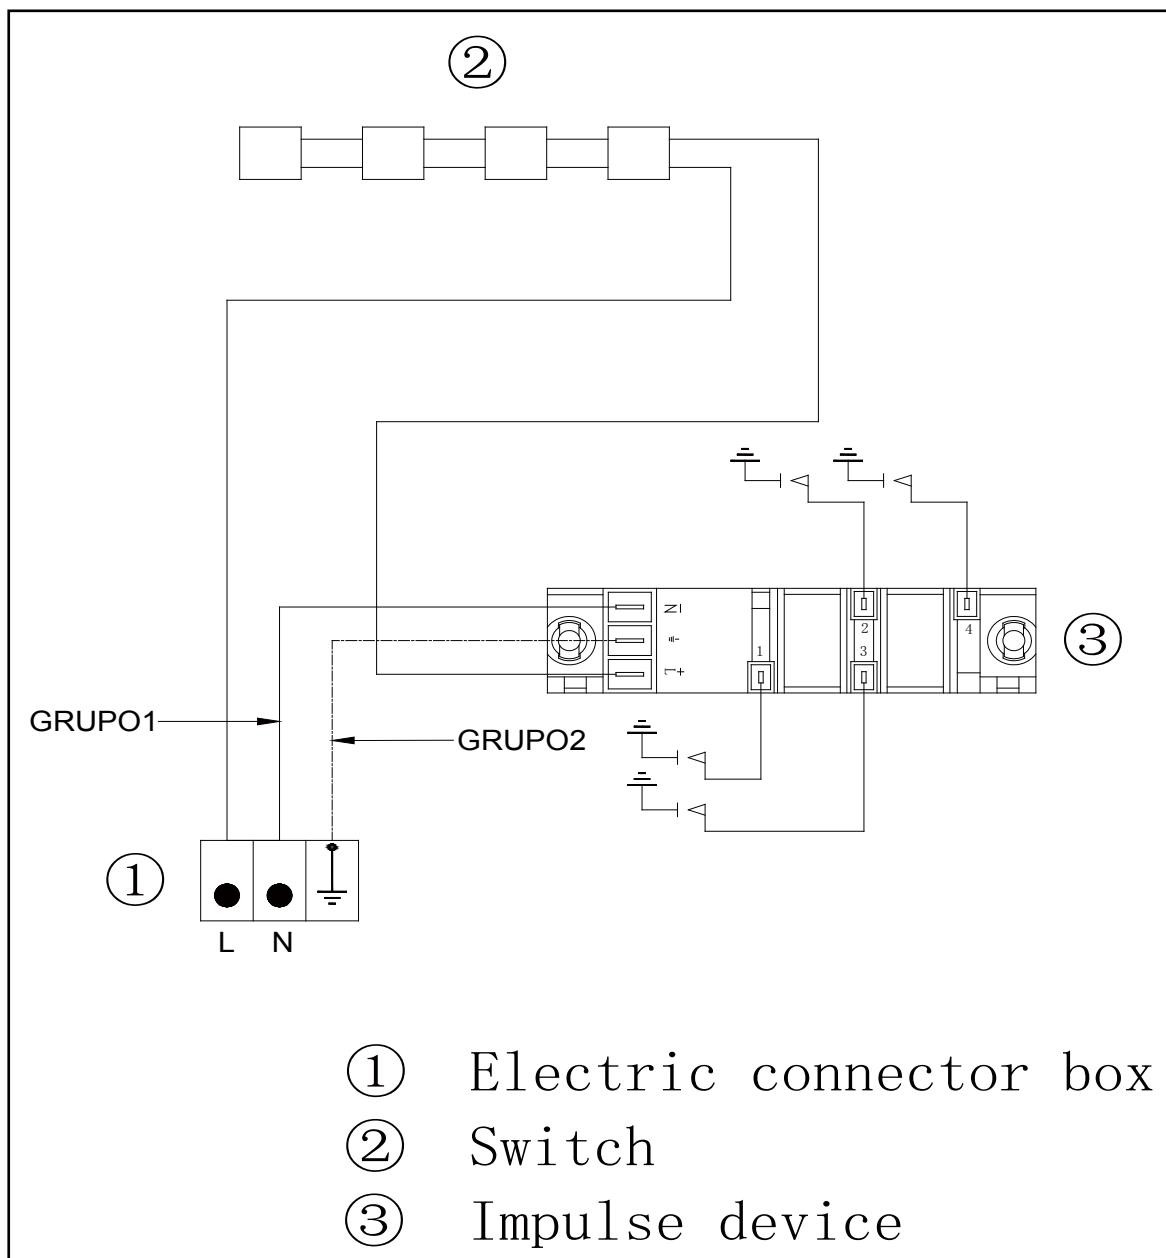 ②
N
2
4
③
1
3
L
GRUPO1
GRUPO2
①
L N
① Electric connector box
② Switch
③ Impulse device